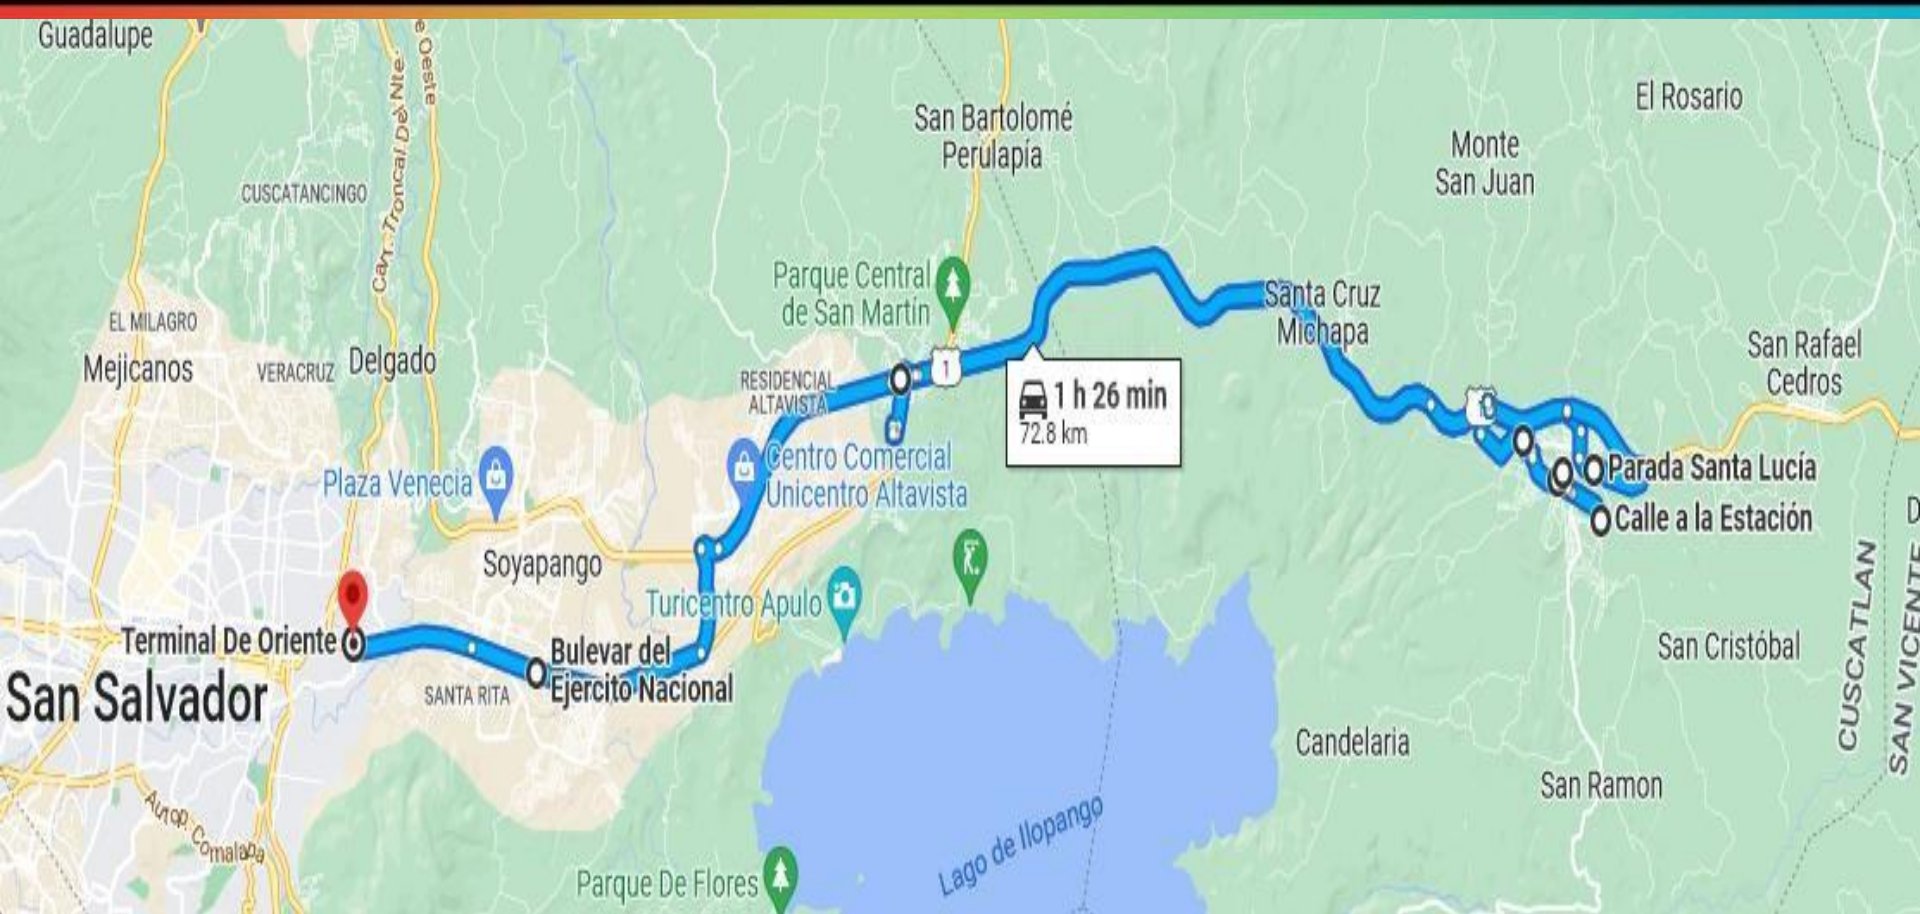 Guadalupe
e Oeste
Carr. Troncal Del Nte.
San Bartolomé
Perulapía
El Rosario
Monte
San Juan
CUSCATANCINGO
Parque Central
de San Martín
Santa Cruz
Michapa
EL MILAGRO
Mejicanos
VERACRUZ
Delgado
RESIDENCIAL
ALTAVISTA
1
1 h 26 min
72.8 km
San Rafael
Cedros
Plaza Venecia
Centro Comercial
Unicentro Altavista
Parada Santa Lucía
Calle a la Estación
Soyapango
Turicentro Apulo
Terminal De Oriente
Bulevar del
Ejercito Nacional
San Salvador
SANTA RITA
San Cristóbal
CUSCATLAN
SAN VICENTE
D
Candelaria
San Ramon
Autop. Comalapa
Lago de Ilopango
Parque De Flores